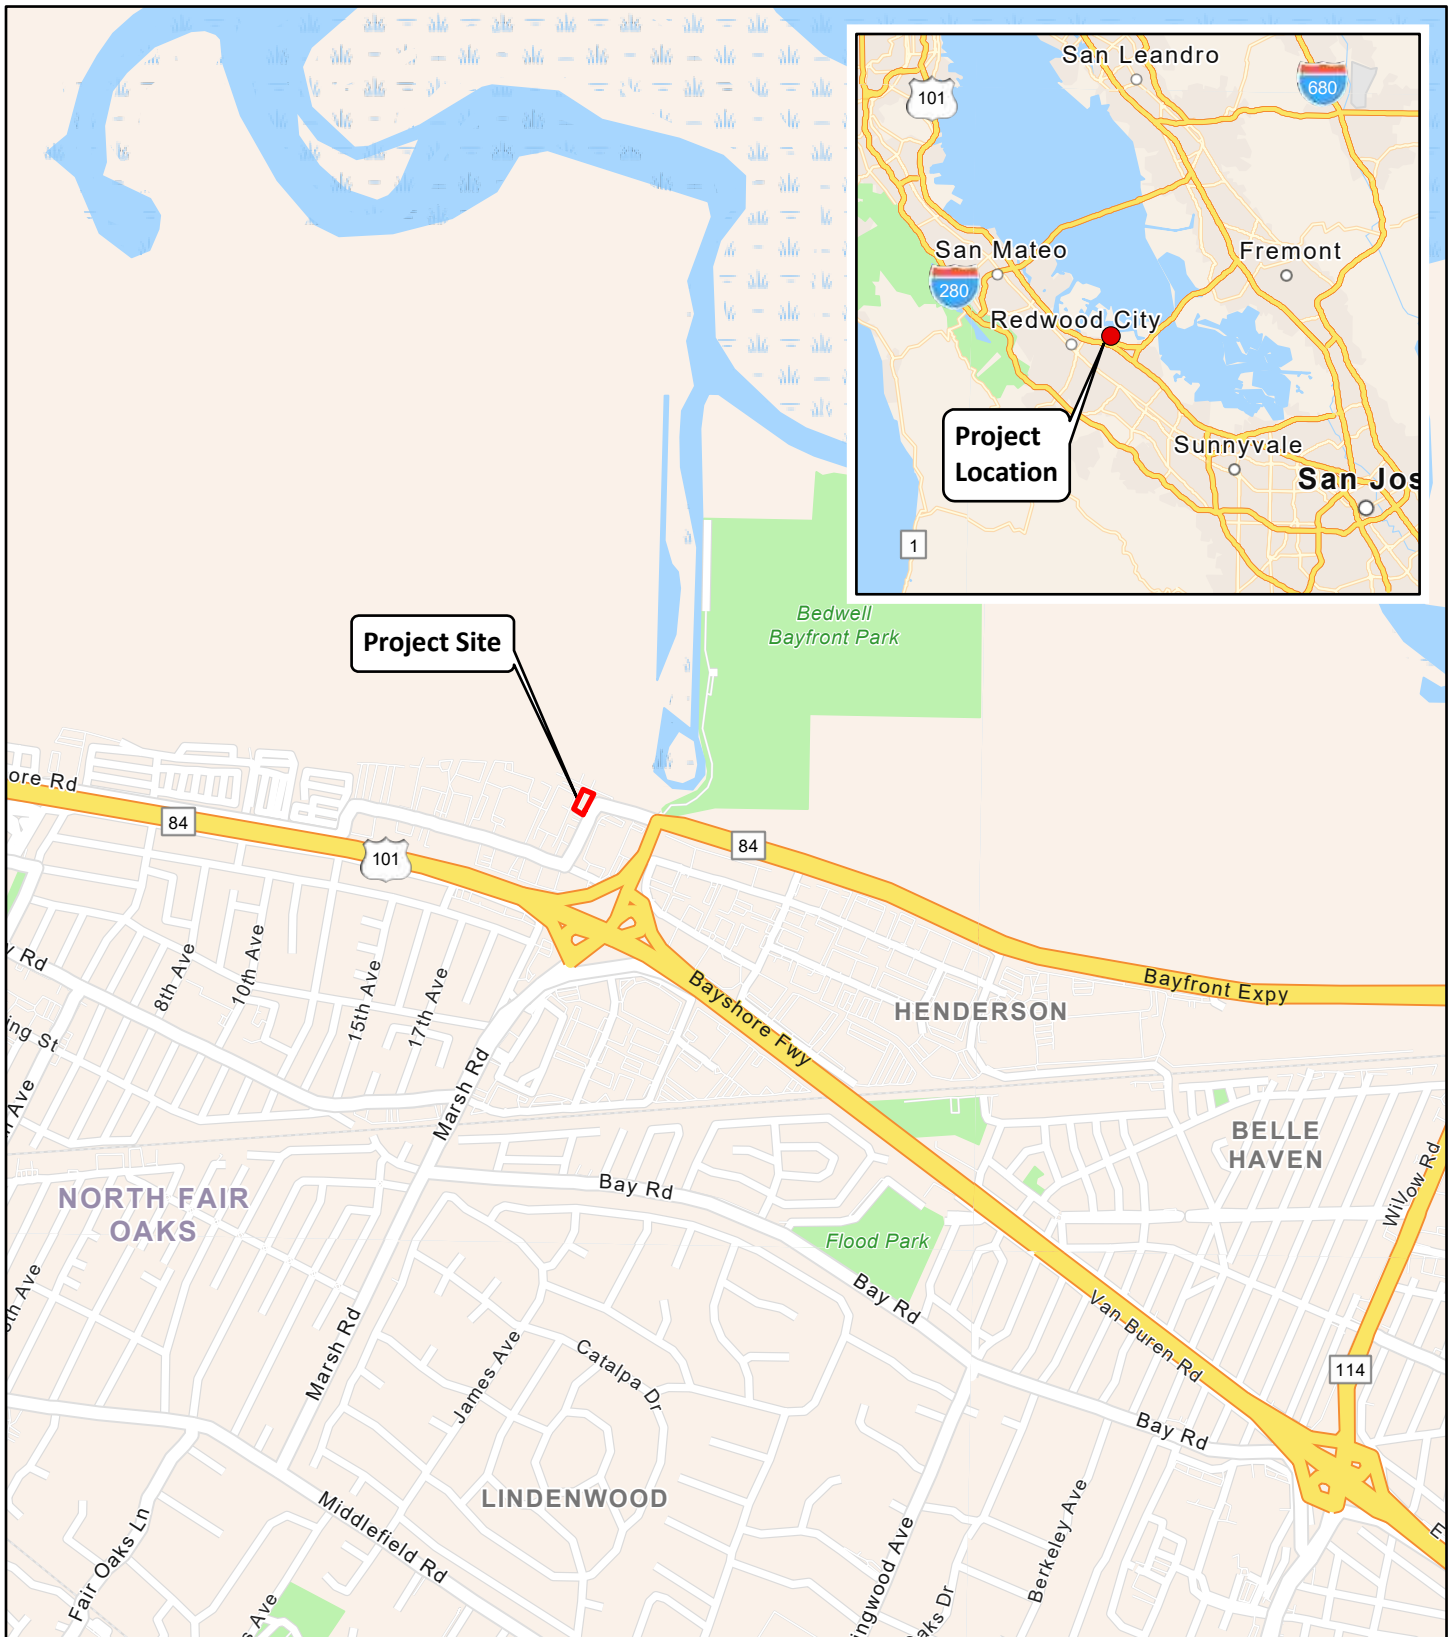 San Leandro
680
101
San Mateo
Fremont
280
Redwood City
Project
Location
Sunnyvale
San Jos
1
Bedwell
Bayfront Park
Project Site
ore Rd
84
101
84
Bayfront Expy
Bayshore Fwy
HENDERSON
y Rd
8th Ave
10th Ave
15th Ave
17th Ave
ing St
Marsh Rd
BELLE
HAVEN
Willow Rd
Bay Rd
NORTH FAIR
OAKS
Flood Park
Bay Rd
Van Buren Rd
114
Marsh Rd
James Ave
Catalpa Dr
Bay Rd
LINDENWOOD
Middlefield Rd
Fair Oaks Ln
Berkeley Ave
ingwood Ave
aks Dr
s Ave